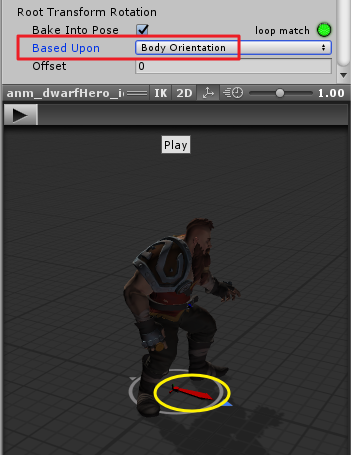 Root Transform Rotation
Bake Into Pose loop match
Based Upon Body Orientation
Offset 0
anm_dwarfHero_i IK 2D 1.00
Play